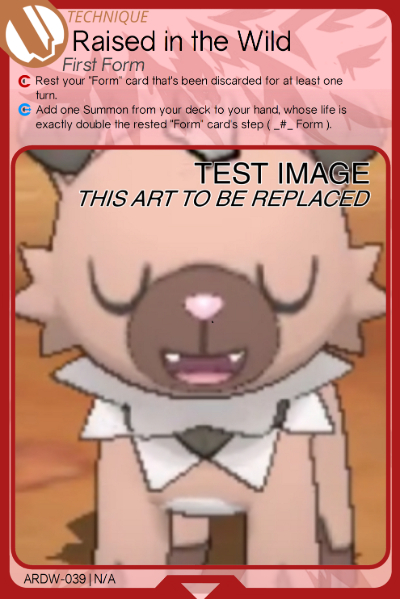 TECHNIQUE
Raised in the Wild
First Form
C Rest your "Form" card that's been discarded for at least one
turn.
E Add one Summon from your deck to your hand, whose life is
exactly double the rested "Form" card's step ( _#_ Form ).
TEST IMAGE
THIS ART TO BE REPLACED
ARDW-039 | N/A